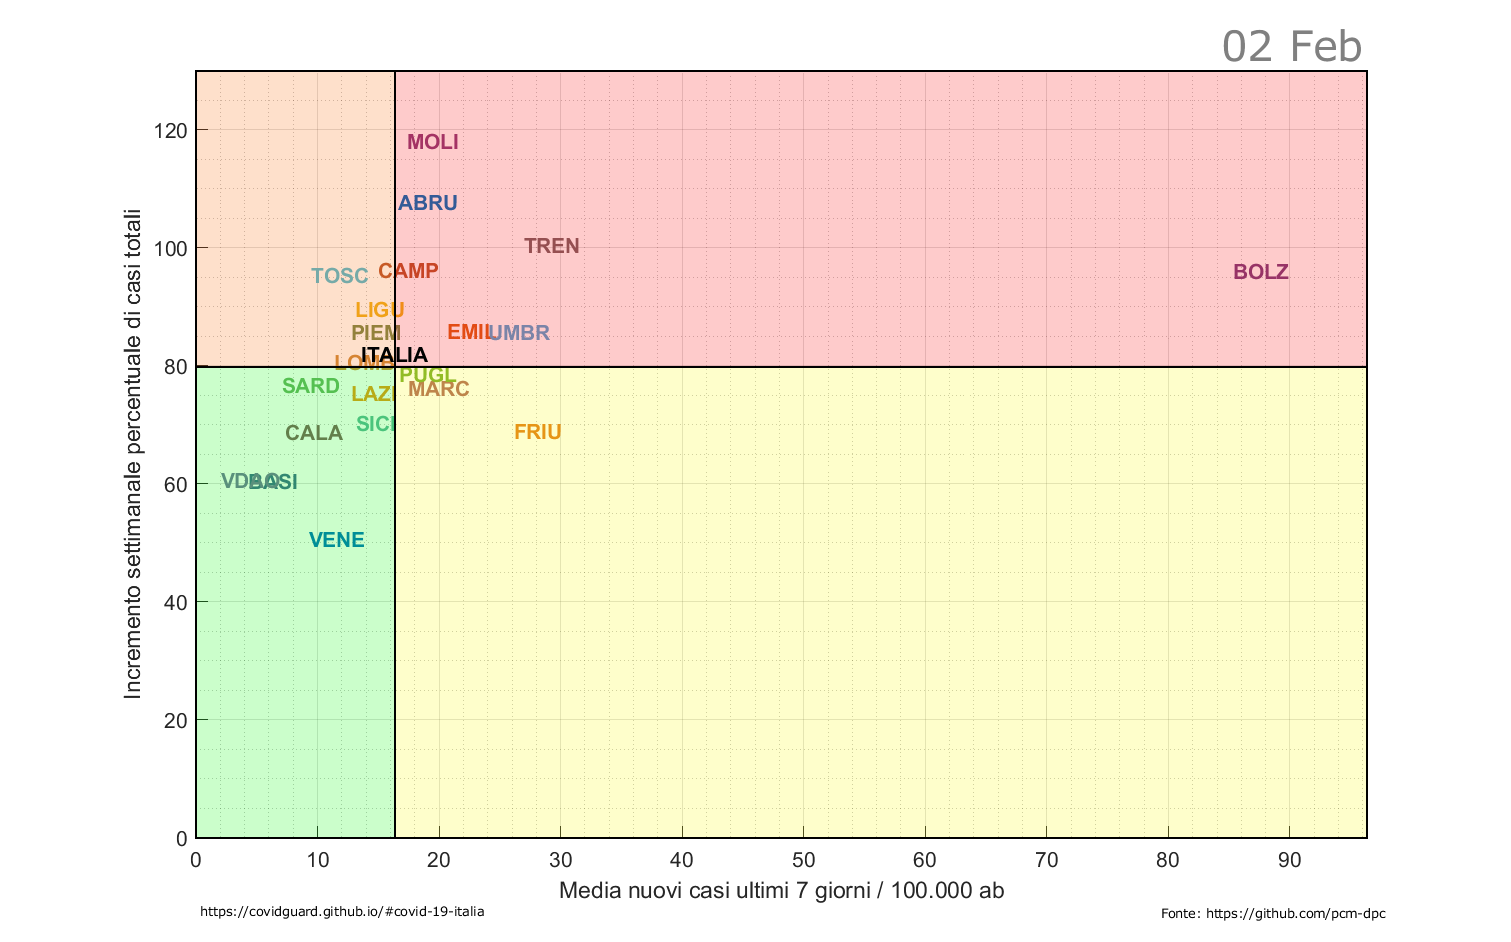 02 Feb
120
MOLI
ABRU
100
TREN
TOSC
CAMP
BOLZ
LIGU
PIEM
EMIL
UMBR
ITALIA
LOMB
80
PUGL
SARD
MARC
LAZI
SICI
CALA
FRIU
60
VDAO
BASI
VENE
40
20
0
Incremento settimanale percentuale di casi totali
0 10 20 30 40 50 60 70 80 90
Media nuovi casi ultimi 7 giorni / 100.000 ab
https://covidguard.github.io/#covid-19-italia
Fonte: https://github.com/pcm-dpc